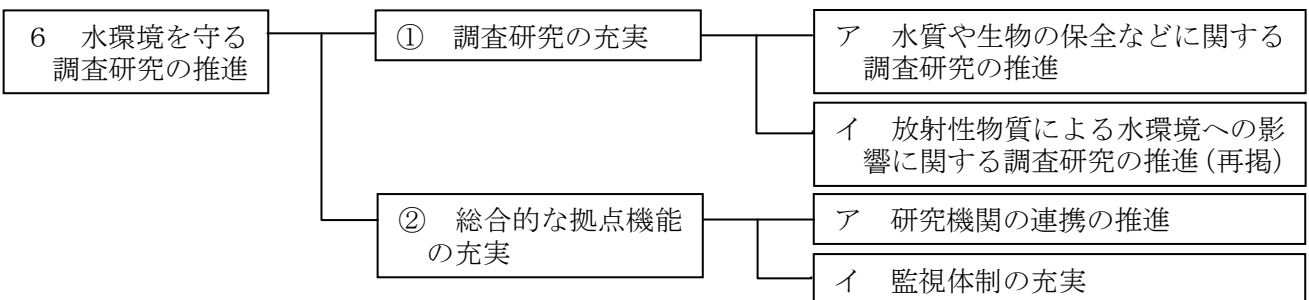 6 水環境を守る
調査研究の推進
① 調査研究の充実
ア 水質や生物の保全などに関する
調査研究の推進
イ 放射性物質による水環境への影
響に関する調査研究の推進(再掲)
② 総合的な拠点機能
の充実
ア 研究機関の連携の推進
イ 監視体制の充実